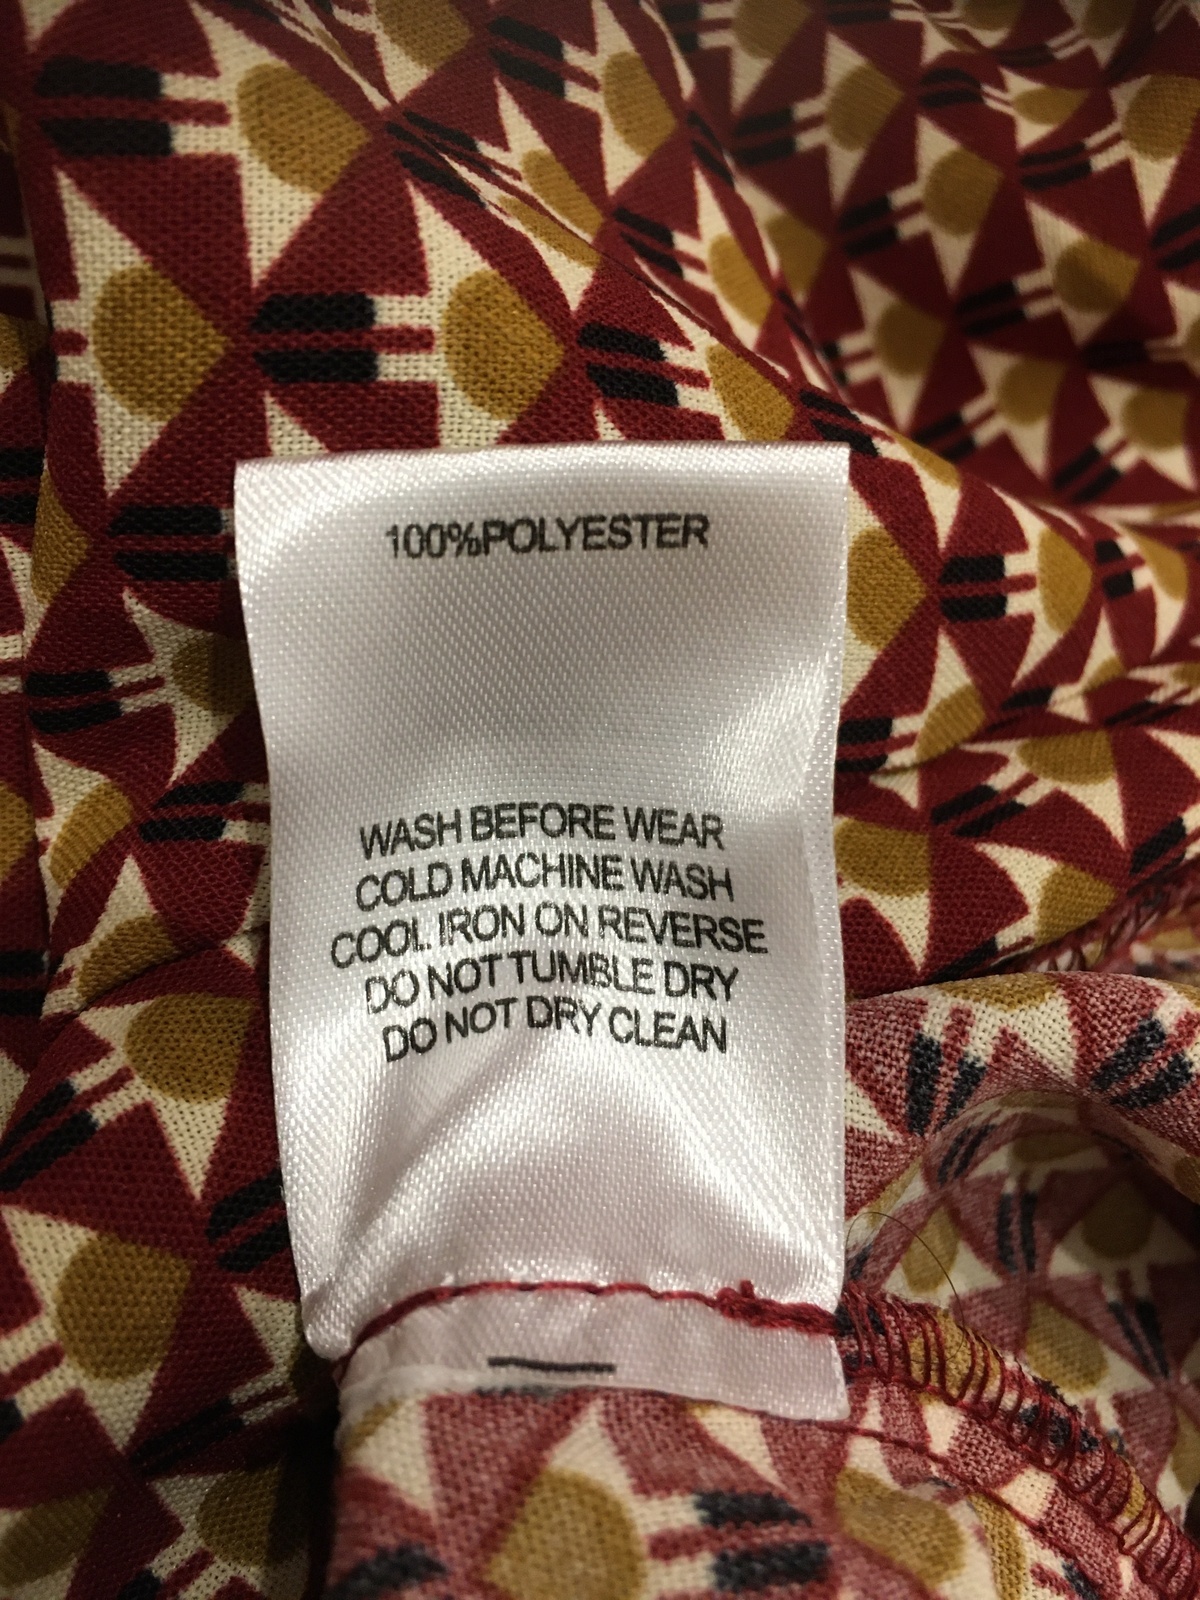 100%POLYESTER
WASH BEFORE WEAR
COLD MACHINE WASH
COOL IRON ON REVERSE
DO NOT TUMBLE DRY
DO NOT DRY CLEAN